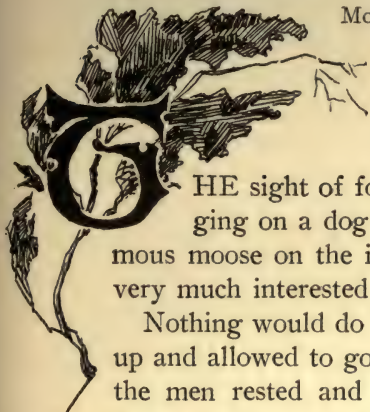 Mo
THE sight of fo
ging on a dog
mous moose on the i
very much interested
Nothing would do
up and allowed to go
the men rested and